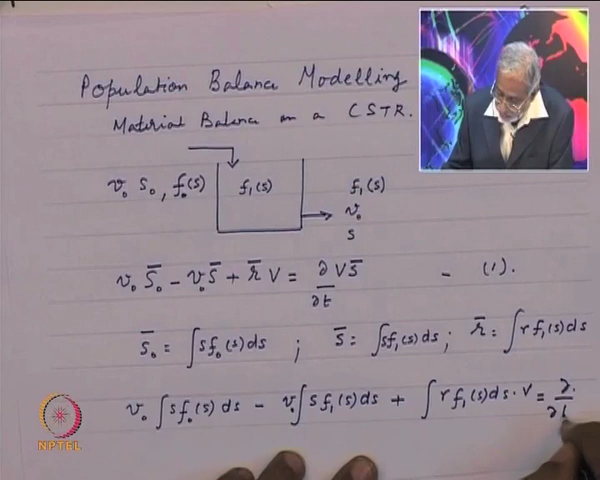 Population Balance Modelling
Material Balance on a CSTR.
v₀ S₀, f₀(s)
f₁(s)
f₁(s)
v₀
s
v₀ S̄₀ - v₀ S̄ + r̄ V = ∂ V S̄ / ∂t - (1).
S̄₀ = ∫ s f₀(s) ds ; S̄ = ∫ s f₁(s) ds ; r̄ = ∫ r f₁(s) ds
v₀ ∫ s f₀(s) ds - v₀ ∫ s f₁(s) ds + ∫ r f₁(s) ds · V = ∂ / ∂t
NPTEL